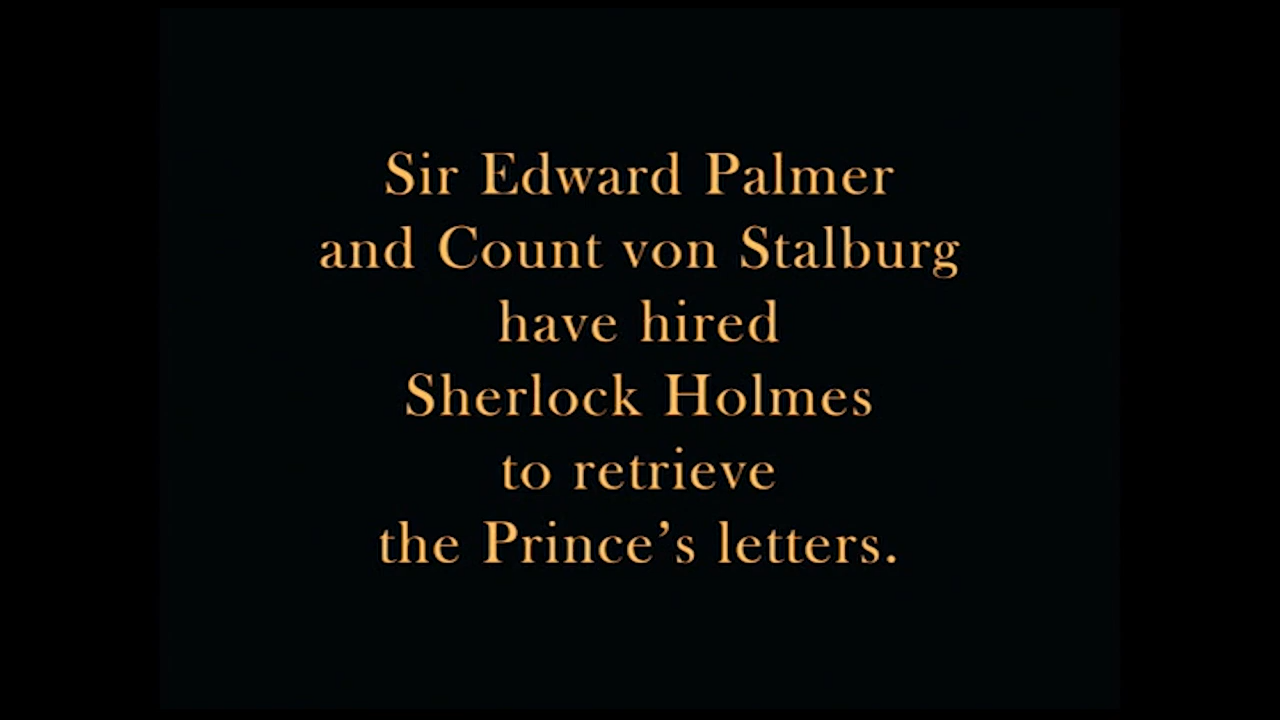 Sir Edward Palmer
and Count von Stalburg
have hired
Sherlock Holmes
to retrieve
the Prince’s letters.